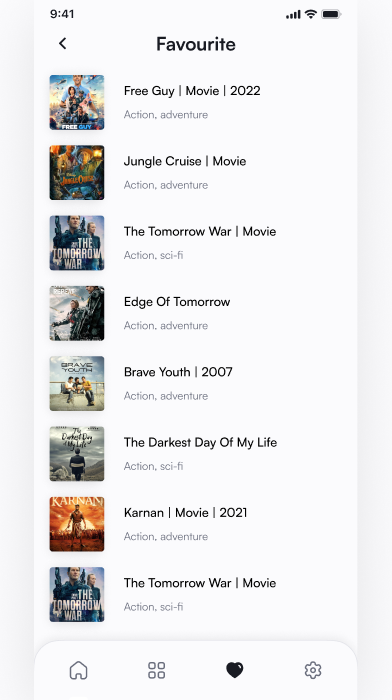 9:41
Favourite
FREE GUY
Free Guy | Movie | 2022
Action, adventure
Jungle Cruise | Movie
Action, adventure
THE
TOMORROW
WAR
The Tomorrow War | Movie
Action, sci-fi
Edge Of Tomorrow
Action, adventure
BRAVE
YOUTH
Brave Youth | 2007
Action, adventure
The
Darkest Day
Of My Life
The Darkest Day Of My Life
Action, sci-fi
KARNAN
Karnan | Movie | 2021
Action, adventure
THE
TOMORROW
WAR
The Tomorrow War | Movie
Action, sci-fi